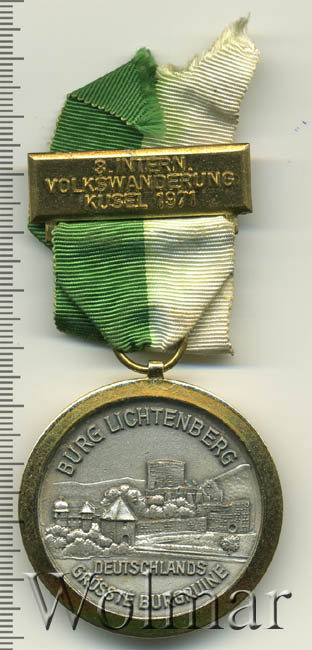 3. INTERN.
VOLKSWANDERUNG
KUSEL 1971
BURG LICHTENBERG
DEUTSCHLANDS
GRÖSSTE BURGRUINE
Wolmar